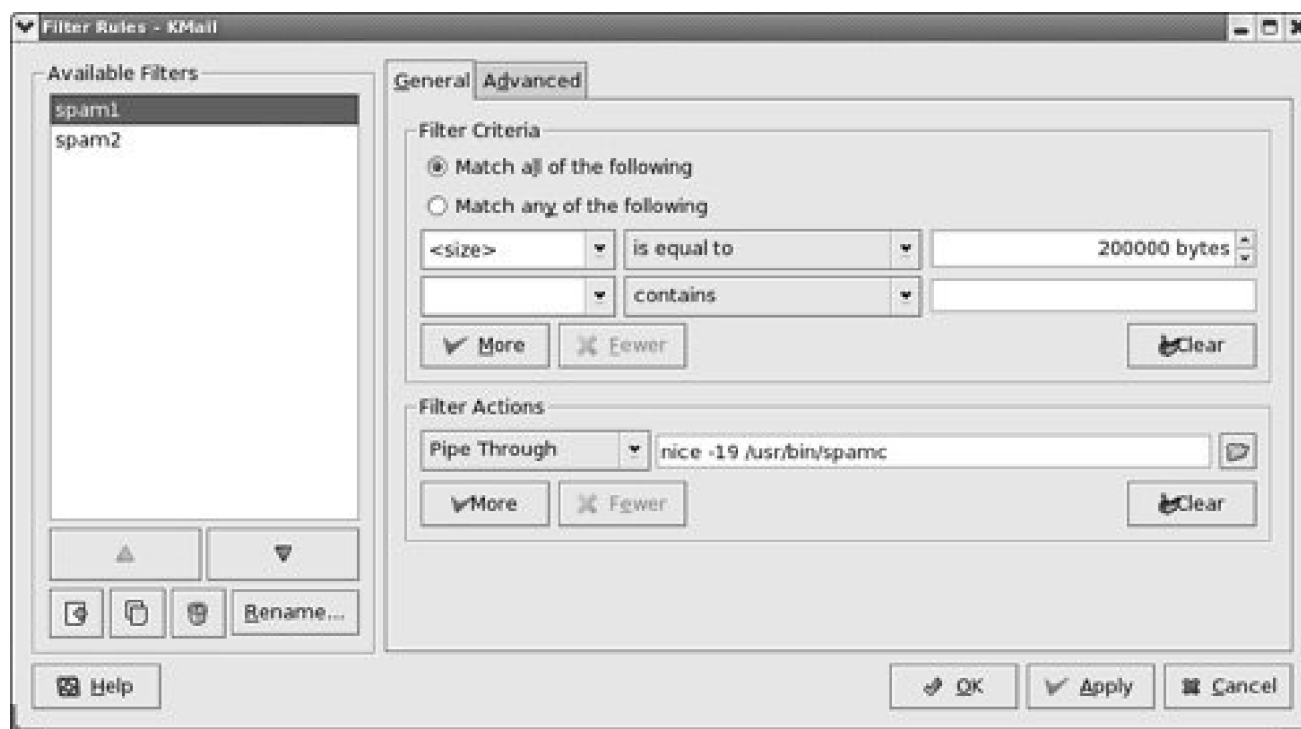 Filter Rules - KMail
Available Filters
spam1
spam2
Rename...
General Advanced
Filter Criteria
Match all of the following
Match any of the following
<size> is equal to 200000 bytes
contains
More Fewer Clear
Filter Actions
Pipe Through nice -19 /usr/bin/spamc
More Fewer Clear
Help OK Apply Cancel